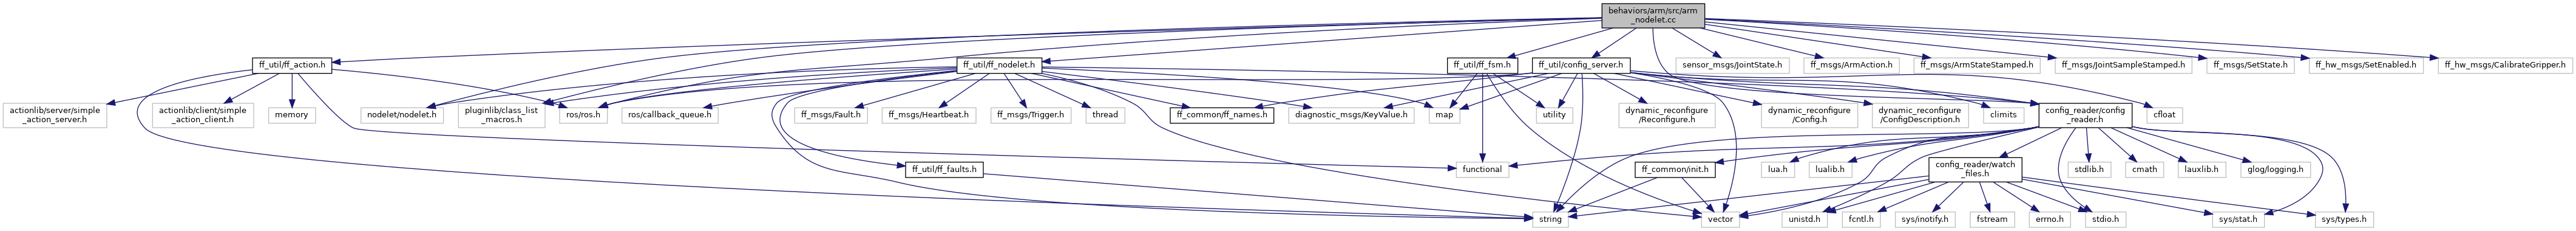 behaviors/arm/src/arm
_nodelet.cc
ff_util/ff_action.h
ff_util/ff_nodelet.h
ff_util/ff_fsm.h
ff_util/config_server.h
sensor_msgs/JointState.h
ff_msgs/ArmAction.h
ff_msgs/ArmStateStamped.h
ff_msgs/JointSampleStamped.h
ff_msgs/SetState.h
ff_hw_msgs/SetEnabled.h
ff_hw_msgs/CalibrateGripper.h
actionlib/server/simple
_action_server.h
actionlib/client/simple
_action_client.h
memory
nodelet/nodelet.h
pluginlib/class_list
_macros.h
ros/ros.h
ros/callback_queue.h
ff_msgs/Fault.h
ff_msgs/Heartbeat.h
ff_msgs/Trigger.h
thread
ff_common/ff_names.h
diagnostic_msgs/KeyValue.h
map
utility
dynamic_reconfigure
/Reconfigure.h
dynamic_reconfigure
/Config.h
dynamic_reconfigure
/ConfigDescription.h
climits
config_reader/config
_reader.h
cfloat
ff_util/ff_faults.h
functional
ff_common/init.h
lua.h
lualib.h
config_reader/watch
_files.h
stdlib.h
cmath
lauxlib.h
glog/logging.h
string
vector
unistd.h
fcntl.h
sys/inotify.h
fstream
errno.h
stdio.h
sys/stat.h
sys/types.h